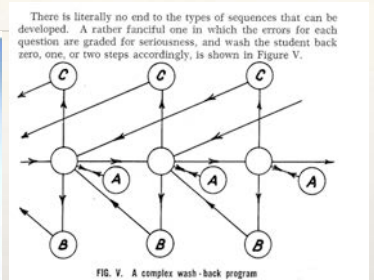 There is literally no end to the types of sequences that can be
developed. A rather fanciful one in which the errors for each
question are graded for seriousness, and wash the student back
zero, one, or two steps accordingly, is shown in Figure V.
C C C
A A A
B B B
FIG. V. A complex wash-back program